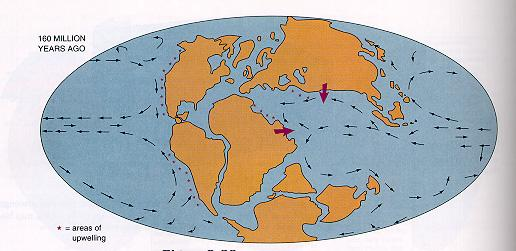 160 MILLION
YEARS AGO
* = areas of
upwelling